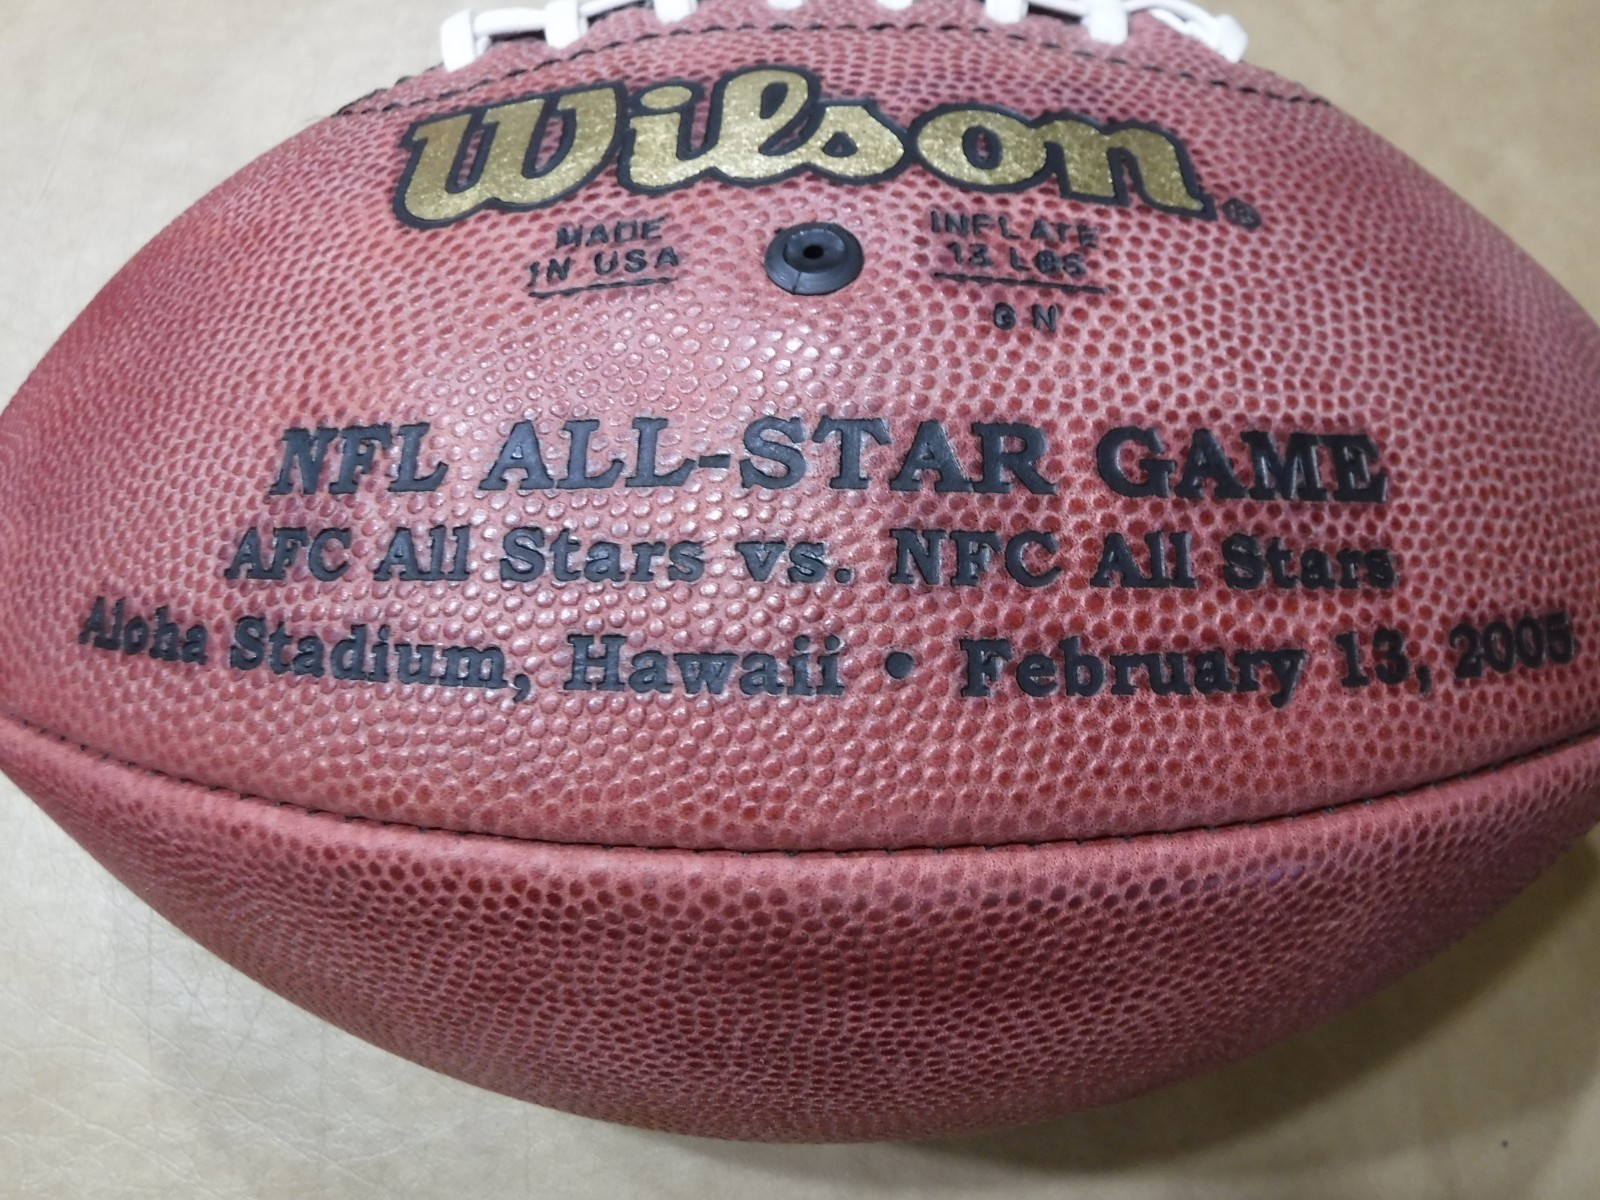 Wilson®
MADE
IN USA
INFLATE
13 LBS
G N
NFL ALL-STAR GAME
AFC All Stars vs. NFC All Stars
Aloha Stadium, Hawaii • February 13, 2005